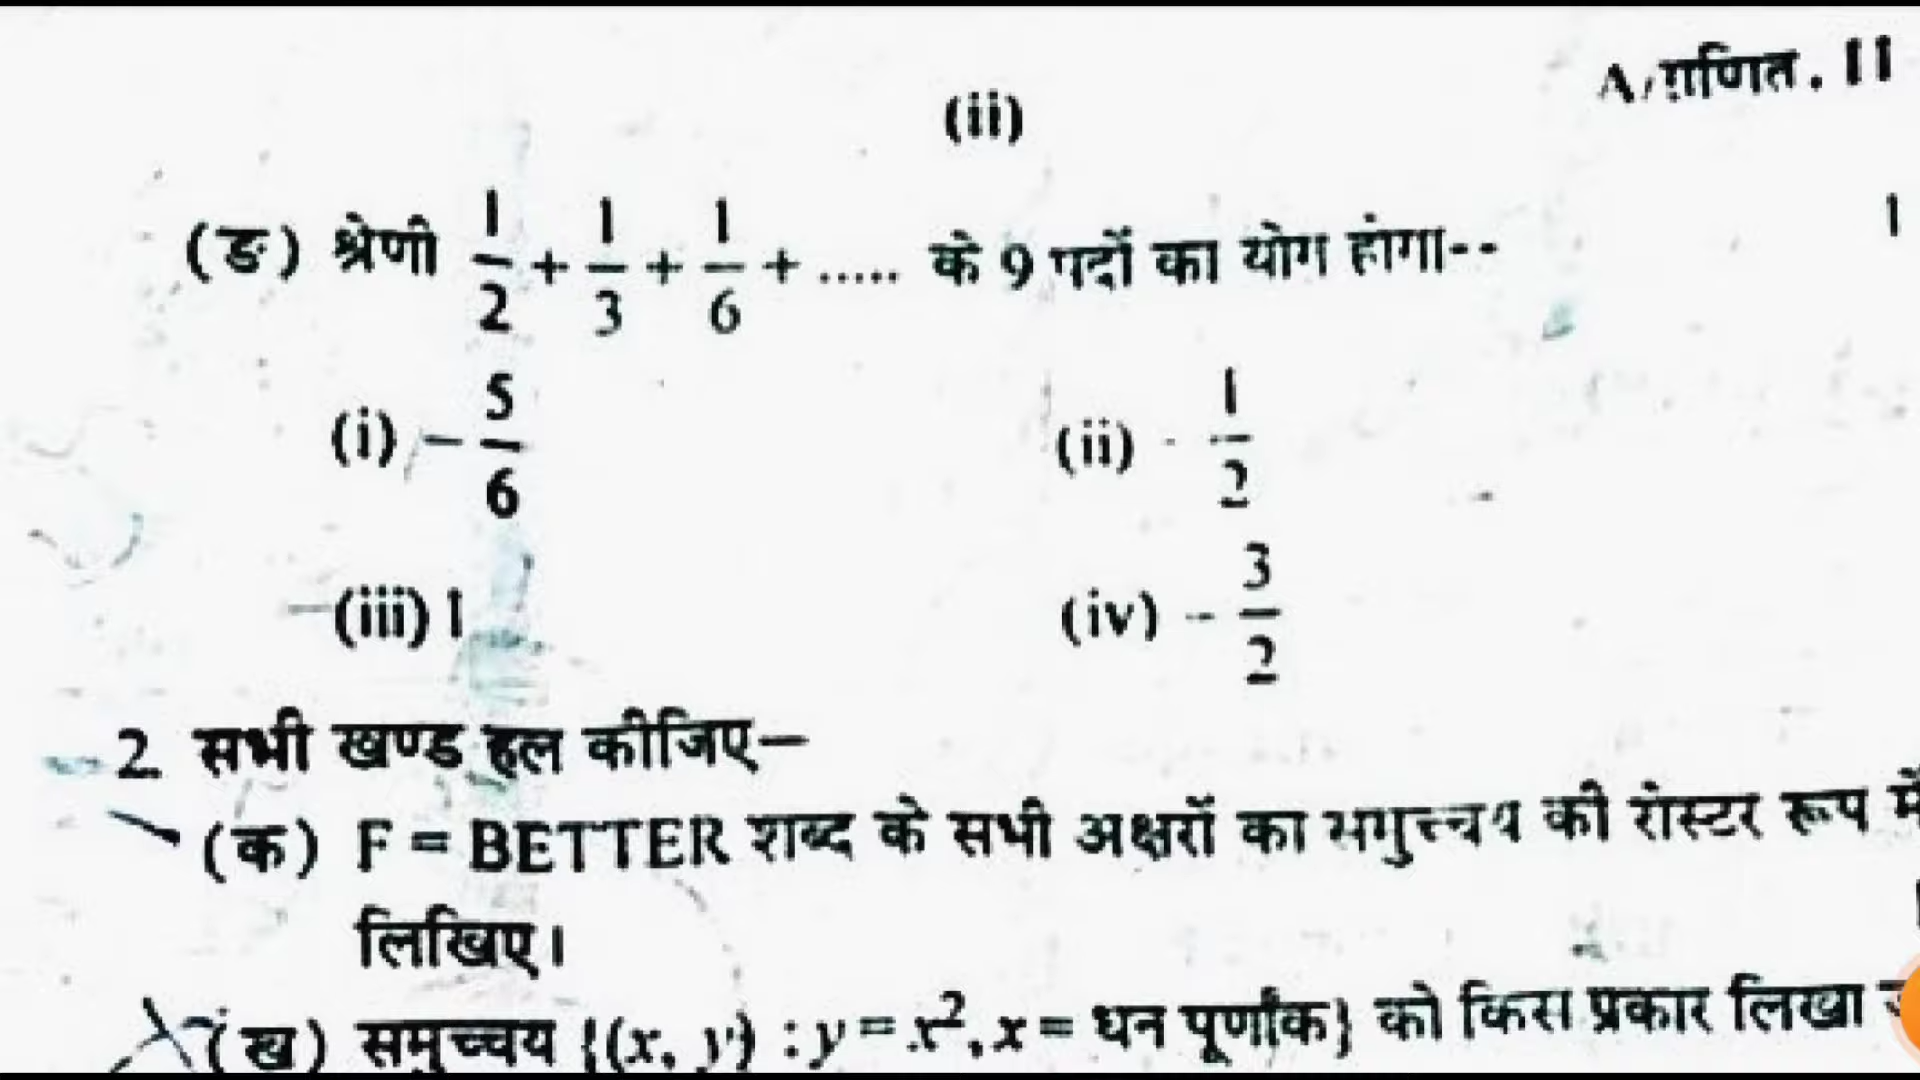 A/गणित. II
(ii)
(ङ) श्रेणी 1/2 + 1/3 + 1/6 + ..... के 9 पदों का योग होगा-- 1
(i) – 5/6 (ii) - 1/2
(iii) 1 (iv) - 3/2
2. सभी खण्ड हल कीजिए–
(क) F = BETTER शब्द के सभी अक्षरों का समुच्चय की रोस्टर रूप में
लिखिए।
(ख) समुच्चय {(x, y) : y = x², x = धन पूर्णांक} को किस प्रकार लिखा